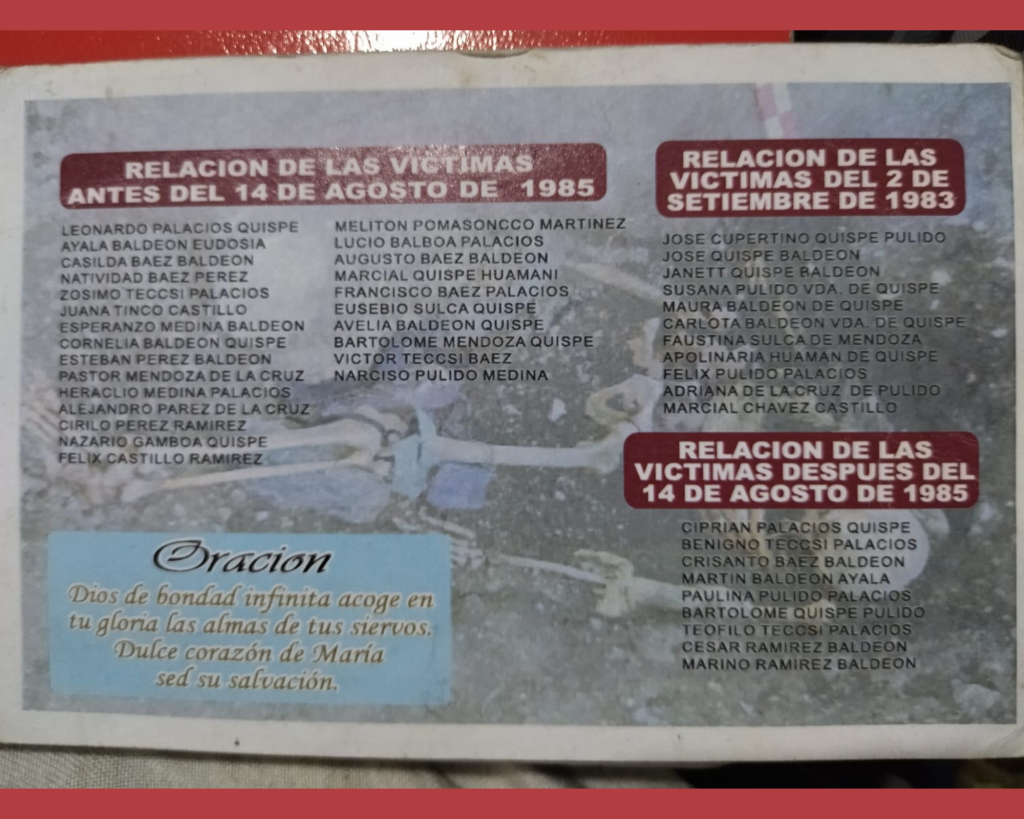 RELACION DE LAS VICTIMAS
ANTES DEL 14 DE AGOSTO DE 1985
LEONARDO PALACIOS QUISPE
AYALA BALDEON EUDOSIA
CASILDA BAEZ BALDEON
NATIVIDAD BAEZ PEREZ
ZOSIMO TECCSI PALACIOS
JUANA TINCO CASTILLO
ESPERANZO MEDINA BALDEON
CORNELIA BALDEON QUISPE
ESTEBAN PEREZ BALDEON
PASTOR MENDOZA DE LA CRUZ
HERACLIO MEDINA PALACIOS
ALEJANDRO PAREZ DE LA CRUZ
CIRILO PEREZ RAMIREZ
NAZARIO GAMBOA QUISPE
FELIX CASTILLO RAMIREZ
MELITON POMASONCCO MARTINEZ
LUCIO BALBOA PALACIOS
AUGUSTO BAEZ BALDEON
MARCIAL QUISPE HUAMANI
FRANCISCO BAEZ PALACIOS
EUSEBIO SULCA QUISPE
AVELIA BALDEON QUISPE
BARTOLOME MENDOZA QUISPE
VICTOR TECCSI BAEZ
NARCISO PULIDO MEDINA
RELACION DE LAS
VICTIMAS DEL 2 DE
SETIEMBRE DE 1983
JOSE CUPERTINO QUISPE PULIDO
JOSE QUISPE BALDEON
JANETT QUISPE BALDEON
SUSANA PULIDO VDA. DE QUISPE
MAURA BALDEON DE QUISPE
CARLOTA BALDEON VDA. DE QUISPE
FAUSTINA SULCA DE MENDOZA
APOLINARIA HUAMAN DE QUISPE
FELIX PULIDO PALACIOS
ADRIANA DE LA CRUZ DE PULIDO
MARCIAL CHAVEZ CASTILLO
RELACION DE LAS
VICTIMAS DESPUES DEL
14 DE AGOSTO DE 1985
CIPRIAN PALACIOS QUISPE
BENIGNO TECCSI PALACIOS
CRISANTO BAEZ BALDEON
MARTIN BALDEON AYALA
PAULINA PULIDO PALACIOS
BARTOLOME QUISPE PULIDO
TEOFILO TECCSI PALACIOS
CESAR RAMIREZ BALDEON
MARINO RAMIREZ BALDEON
Oracion
Dios de bondad infinita acoge en
tu gloria las almas de tus siervos.
Dulce corazón de María
sed su salvación.